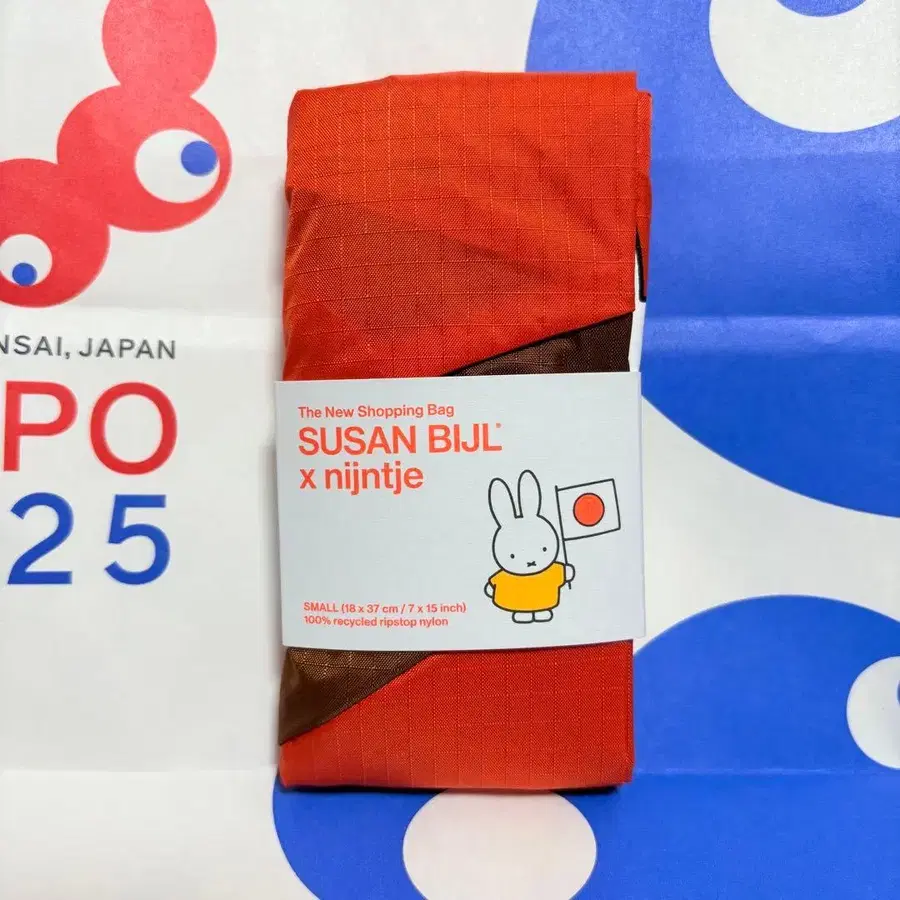 NSAI, JAPAN
PO
25
The New Shopping Bag
SUSAN BIJL®
x nijntje
SMALL (18 x 37 cm / 7 x 15 inch)
100% recycled ripstop nylon